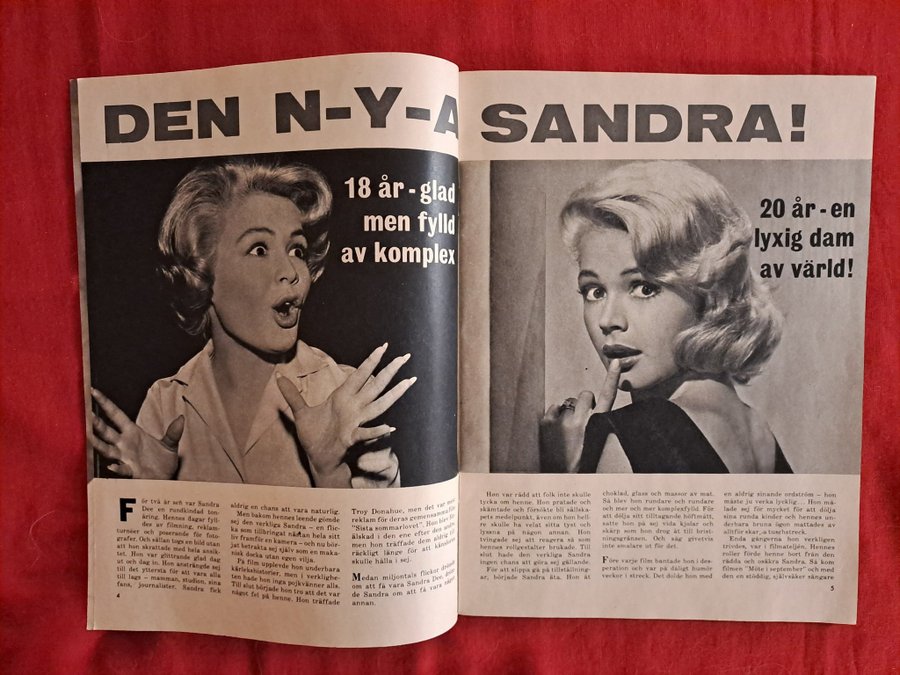 DEN N-Y-A SANDRA!
18 år - glad
men fylld
av komplex
20 år - en
lyxig dam
av värld!
För två år sen var Sandra
Dee en rundkindad ton-
åring. Hennes dagar fyll-
des av filmning, reklam-
turnéer och poserande för foto-
grafer. Och sällan togs en bild utan
att hon skrattade med hela ansik-
tet. Hon var glittrande glad dag
ut och dag in. Hon ansträngde sej
till det yttersta för att vara alla
till lags — mamman, studion, sina
fans, journalister. Sandra fick
4
aldrig en chans att vara naturlig.
Men bakom hennes leende gömde
sej den verkliga Sandra — en flic-
ka som tillbringat nästan hela sitt
liv framför en kamera — och nu bör-
jat betrakta sej själv som en meka-
nisk docka utan egen vilja.
På film upplevde hon underbara
kärlekshistorier, men i verklighe-
ten hade hon inga pojkvänner alls.
Till slut började hon tro att det var
något fel på henne. Hon träffade
Troy Donahue, men det var mest
reklam för deras gemensamma film
"Sista sommarlovet". Hon blev för-
älskad i den ene efter den andre
men hon träffade dem aldrig till-
räckligt länge för att känslorna
skulle hålla i sej.
Medan miljontals flickor drömde
om att få vara Sandra Dee, dröm-
de Sandra om att få vara någon
annan.
Hon var rädd att folk inte skulle
tycka om henne. Hon pratade och
skämtade och försökte bli sällska-
pets medelpunkt, även om hon hell-
re skulle ha velat sitta tyst och
lyssna på någon annan. Hon
tvingade sej att reagera så som
hennes rollgestalter brukade. Till
slut hade den verkliga Sandra
ingen chans att göra sej gällande.
För att slippa gå på tillställning-
ar, började Sandra äta. Hon åt
choklad, glass och massor av mat.
Så blev hon rundare och rundare
och mer och mer komplexfylld. För
att dölja sitt tilltagande höftmått,
satte hon på sej vida kjolar och
skärp som hon drog åt till brist-
ningsgränsen. Och såg givetvis
inte smalare ut för det.
Före varje film bantade hon i des-
peration och var på dåligt humör
veckor i streck. Det dolde hon med
en aldrig sinande ordström — hon
måste ju verka lycklig... Hon må-
lade sej för mycket för att dölja
sina runda kinder och hennes un-
derbara bruna ögon mattades av
alltför skarpa tuschstreck.
Enda gångerna hon verkligen
trivdes, var i filmateljén. Hennes
roller förde henne bort från den
rädda och osäkra Sandra. Så kom
filmen "Möte i september" och med
den en stöddig, självsäker sångare
5